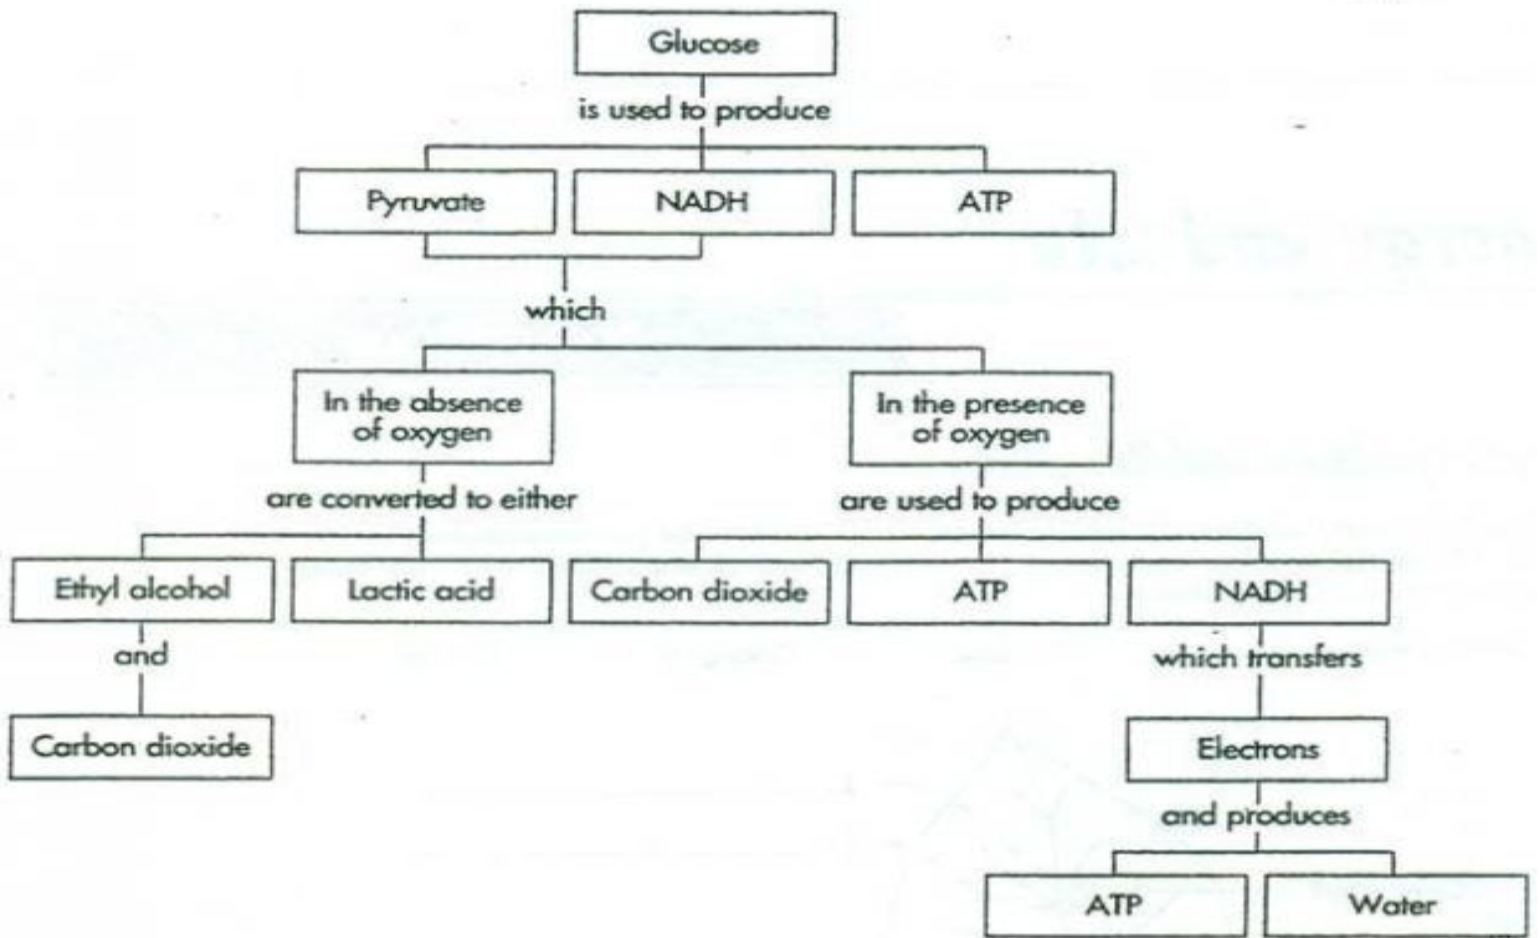 Glucose
is used to produce
Pyruvate
NADH
ATP
which
In the absence
of oxygen
In the presence
of oxygen
are converted to either
are used to produce
Ethyl alcohol
Lactic acid
Carbon dioxide
ATP
NADH
and
which transfers
Carbon dioxide
Electrons
and produces
ATP
Water